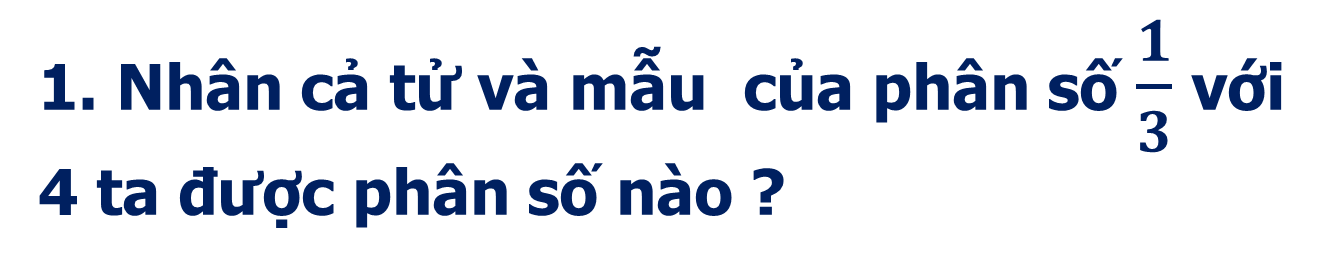 1. Nhân cả tử và mẫu của phân số 1/3 với
4 ta được phân số nào ?